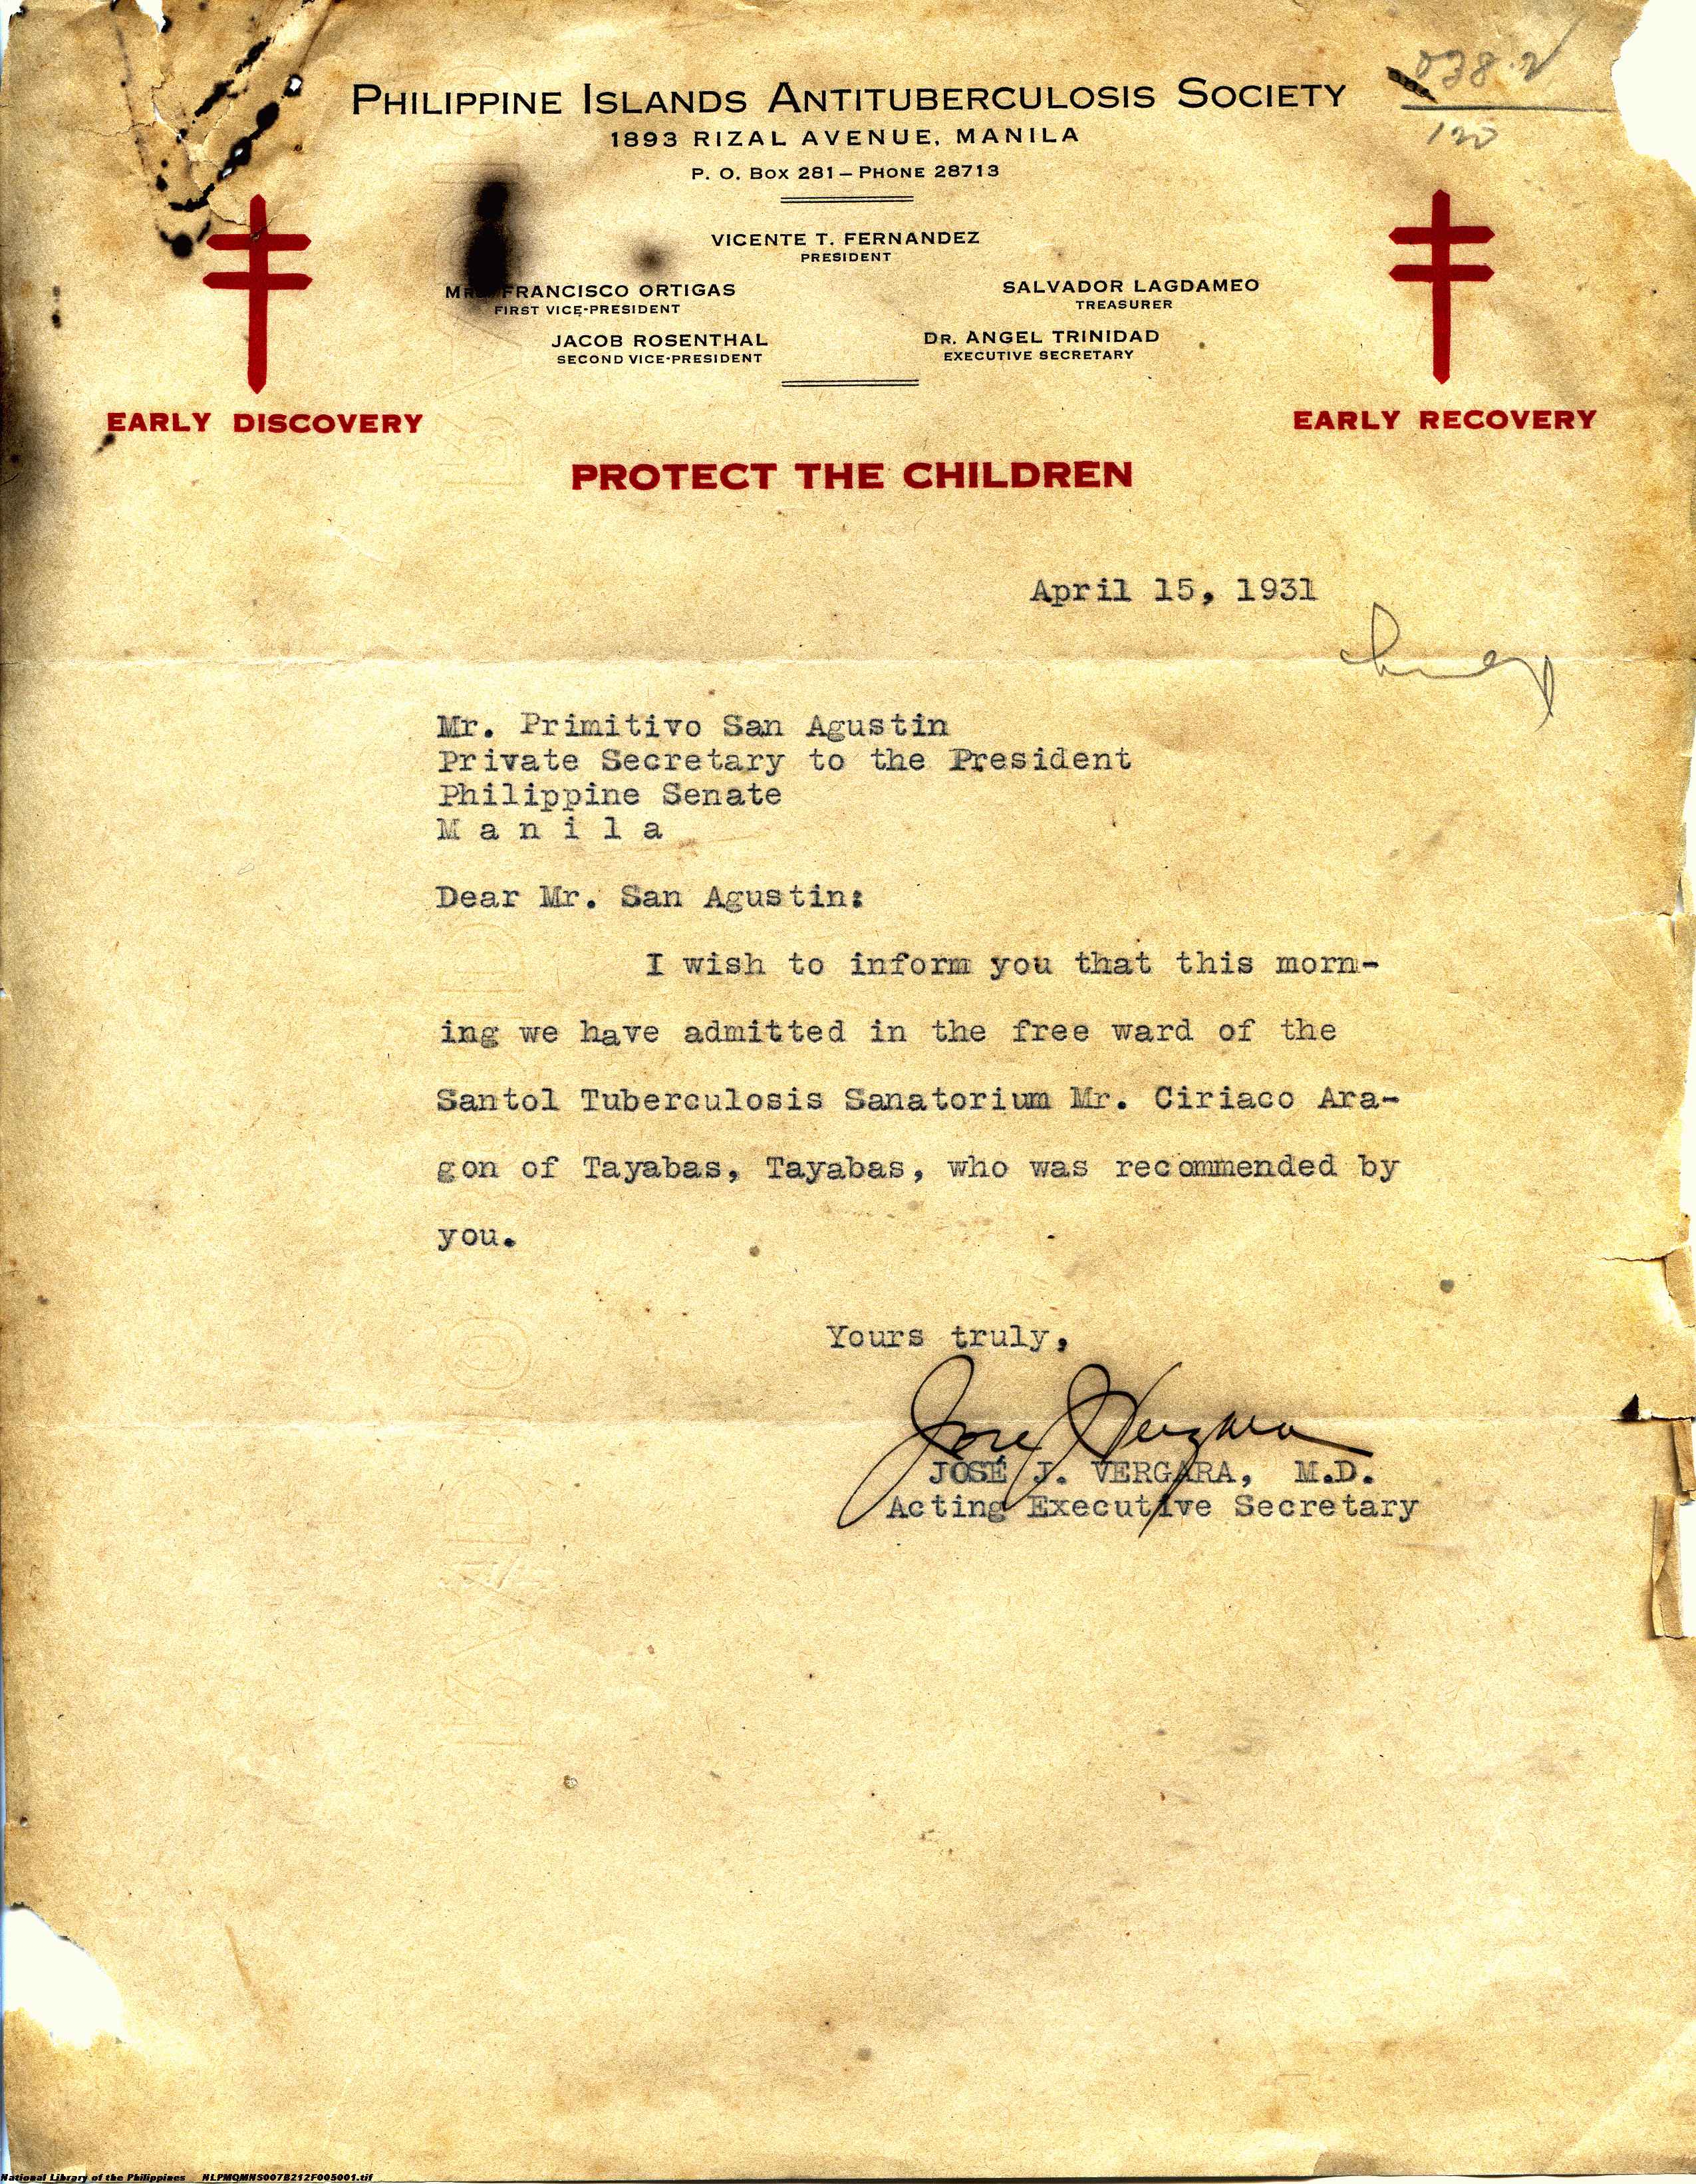 PHILIPPINE ISLANDS ANTITUBERCULOSIS SOCIETY
1893 RIZAL AVENUE, MANILA
P. O. BOX 281 – PHONE 28713
VICENTE T. FERNANDEZ
PRESIDENT
FRANCISCO ORTIGAS
FIRST VICE-PRESIDENT
SALVADOR LAGDAMEO
TREASURER
JACOB ROSENTHAL
SECOND VICE-PRESIDENT
DR. ANGEL TRINIDAD
EXECUTIVE SECRETARY
EARLY DISCOVERY
EARLY RECOVERY
PROTECT THE CHILDREN
April 15, 1931
Mr. Primitivo San Agustin
Private Secretary to the President
Philippine Senate
M a n i l a
Dear Mr. San Agustin:
I wish to inform you that this morn-
ing we have admitted in the free ward of the
Santol Tuberculosis Sanatorium Mr. Ciriaco Ara-
gon of Tayabas, Tayabas, who was recommended by
you.
Yours truly,
Jose J Vergara
JOSÉ J. VERGARA, M.D.
Acting Executive Secretary
National Library of the Philippines NLPMQMNS007B212F005001.tif